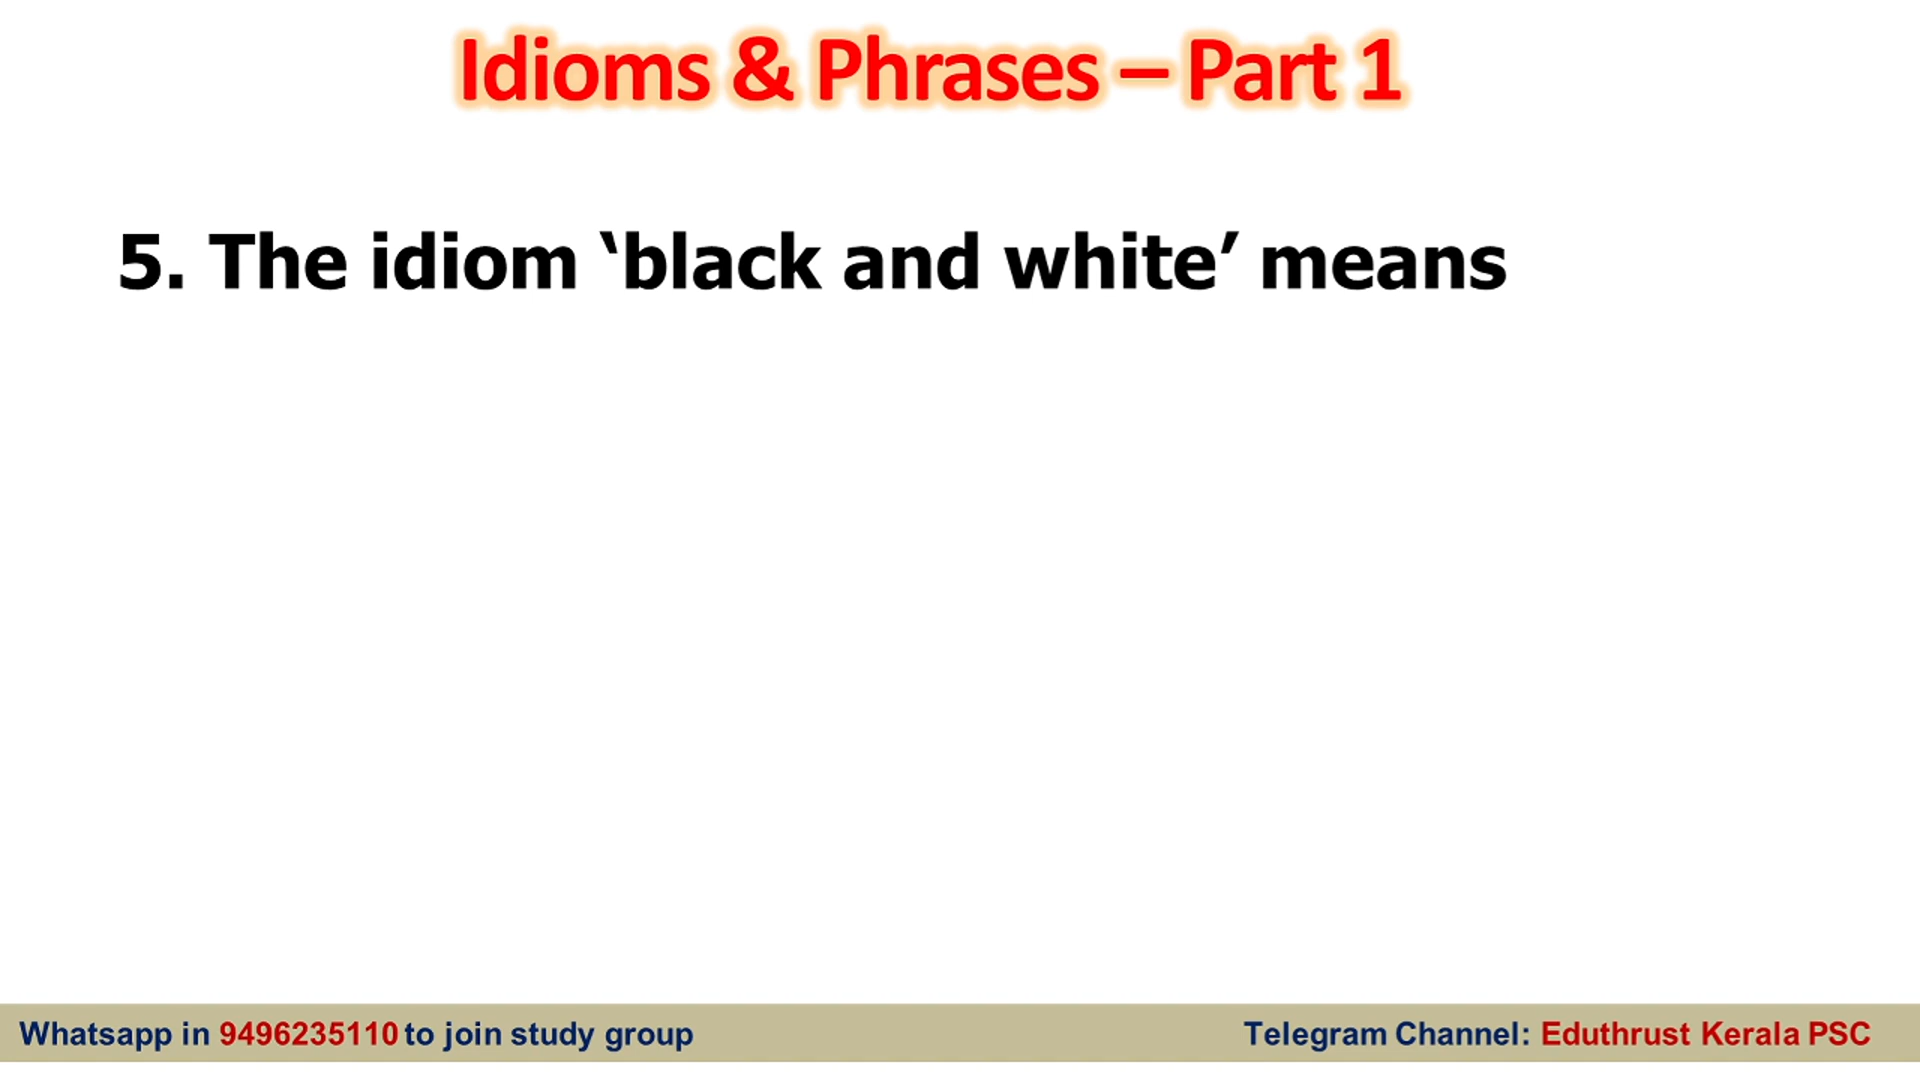 Idioms & Phrases – Part 1
5. The idiom ‘black and white’ means
Whatsapp in 9496235110 to join study group
Telegram Channel: Eduthrust Kerala PSC